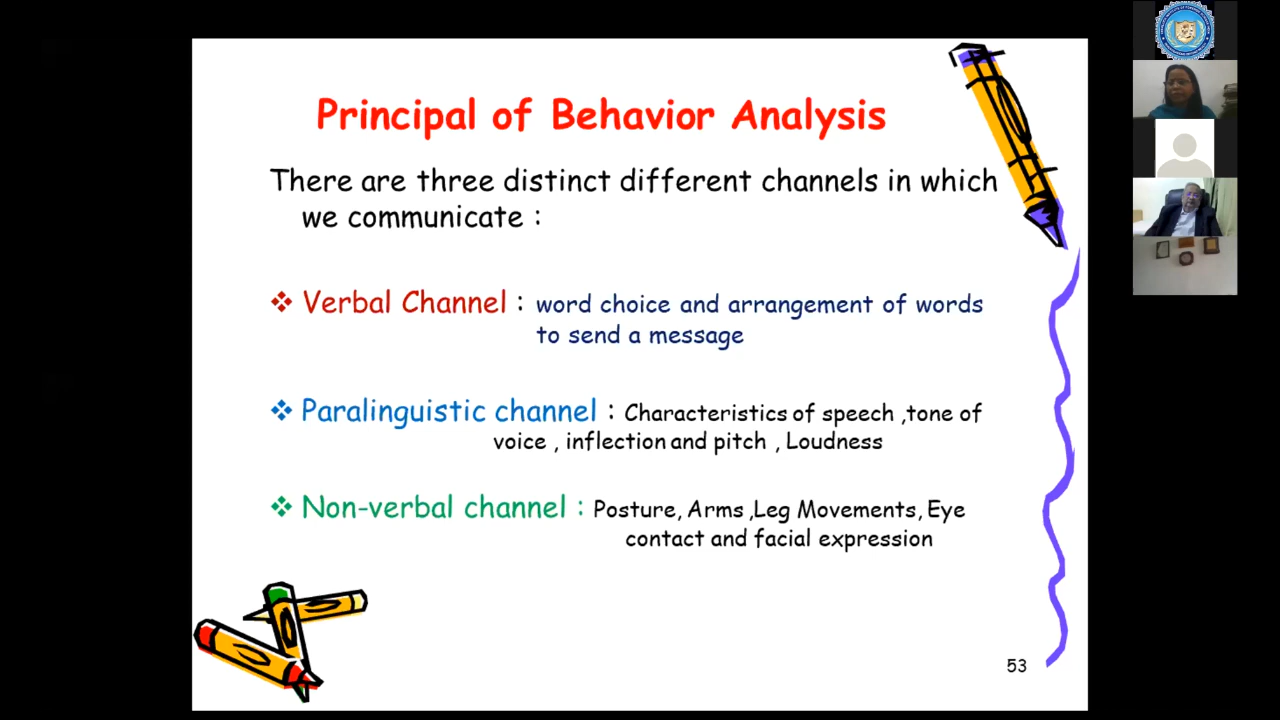 Principal of Behavior Analysis
There are three distinct different channels in which
we communicate :
❖ Verbal Channel : word choice and arrangement of words
to send a message
❖ Paralinguistic channel : Characteristics of speech ,tone of
voice , inflection and pitch , Loudness
❖ Non-verbal channel : Posture, Arms ,Leg Movements, Eye
contact and facial expression
53